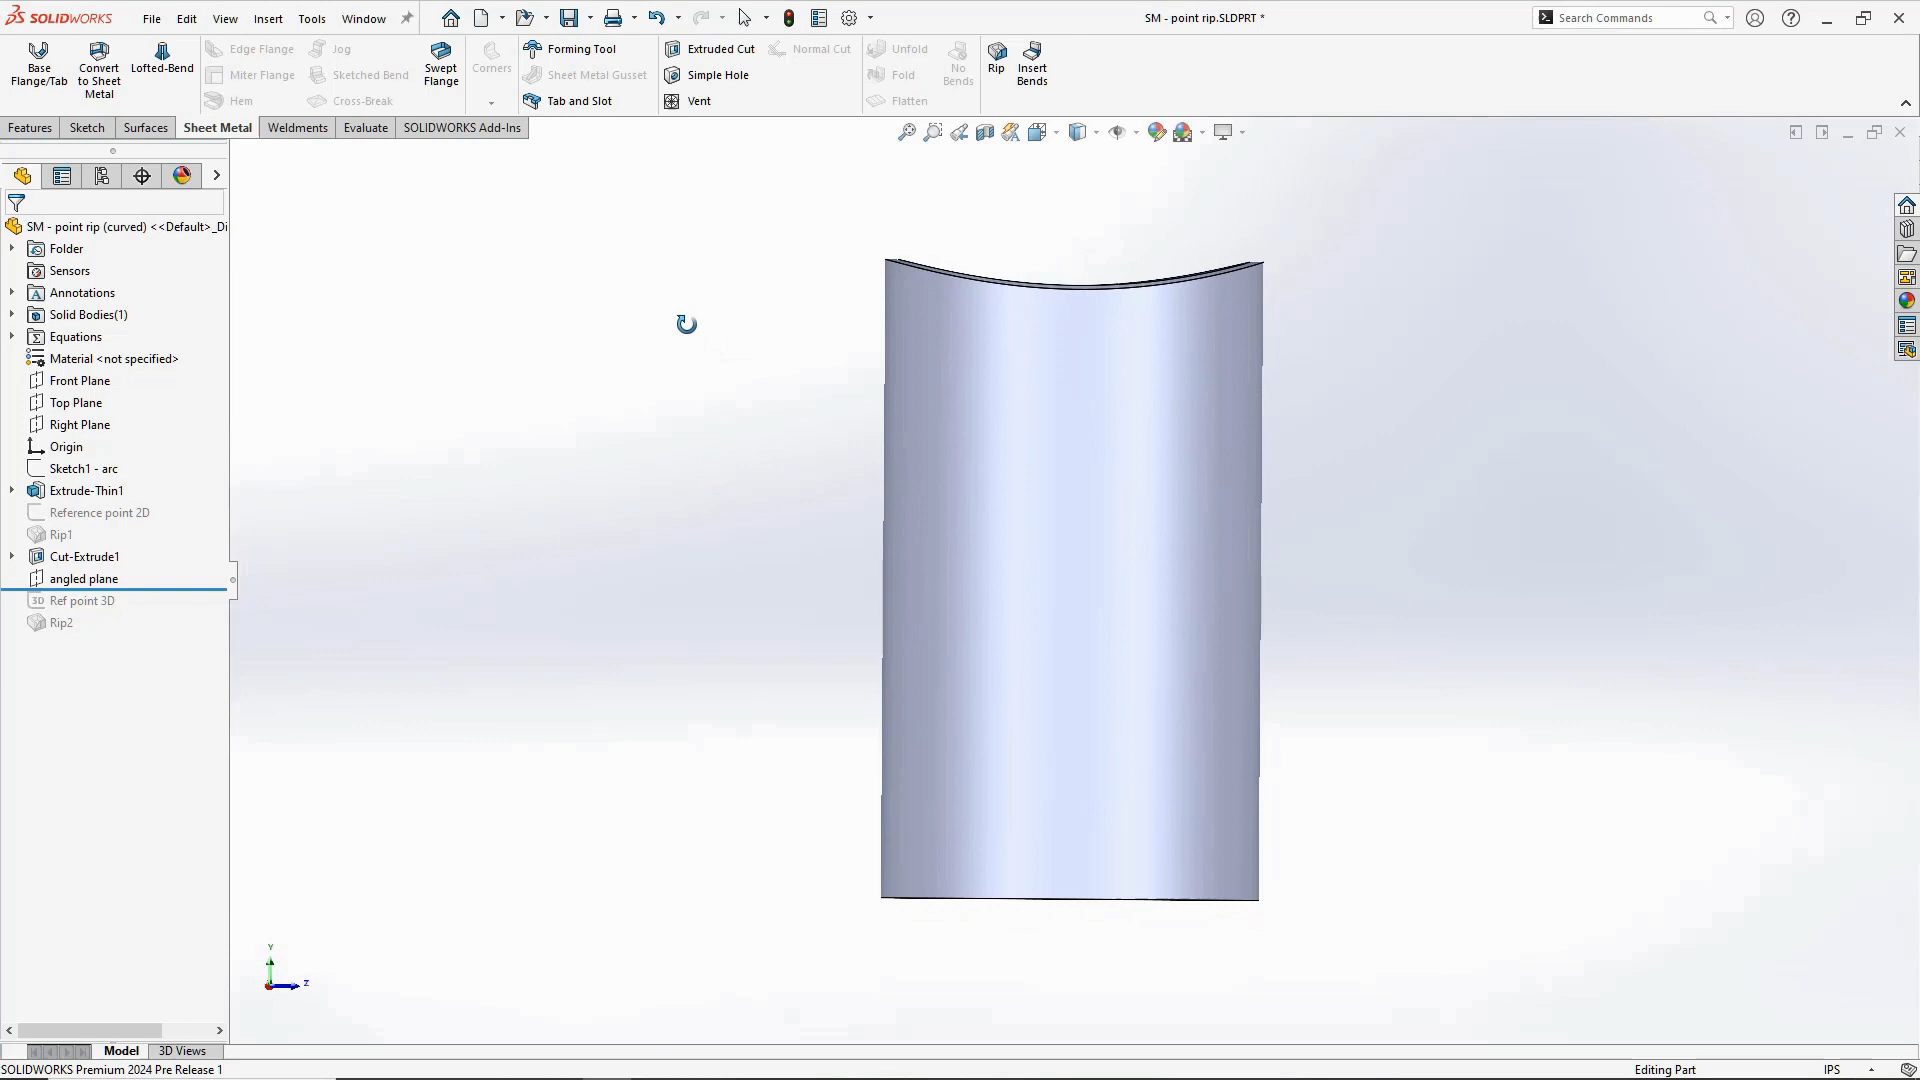 SOLIDWORKS File Edit View Insert Tools Window
SM - point rip.SLDPRT *
Search Commands
Base Flange/Tab
Convert to Sheet Metal
Lofted-Bend
Edge Flange
Miter Flange
Hem
Jog
Sketched Bend
Cross-Break
Swept Flange
Corners
Forming Tool
Sheet Metal Gusset
Tab and Slot
Extruded Cut
Simple Hole
Vent
Normal Cut
Unfold
Fold
Flatten
No Bends
Rip
Insert Bends
Features Sketch Surfaces Sheet Metal Weldments Evaluate SOLIDWORKS Add-Ins
SM - point rip (curved) <<Default>_Di
Folder
Sensors
Annotations
Solid Bodies(1)
Equations
Material <not specified>
Front Plane
Top Plane
Right Plane
Origin
Sketch1 - arc
Extrude-Thin1
Reference point 2D
Rip1
Cut-Extrude1
angled plane
3D Ref point 3D
Rip2
Y
Z
Model 3D Views
SOLIDWORKS Premium 2024 Pre Release 1
Editing Part
IPS